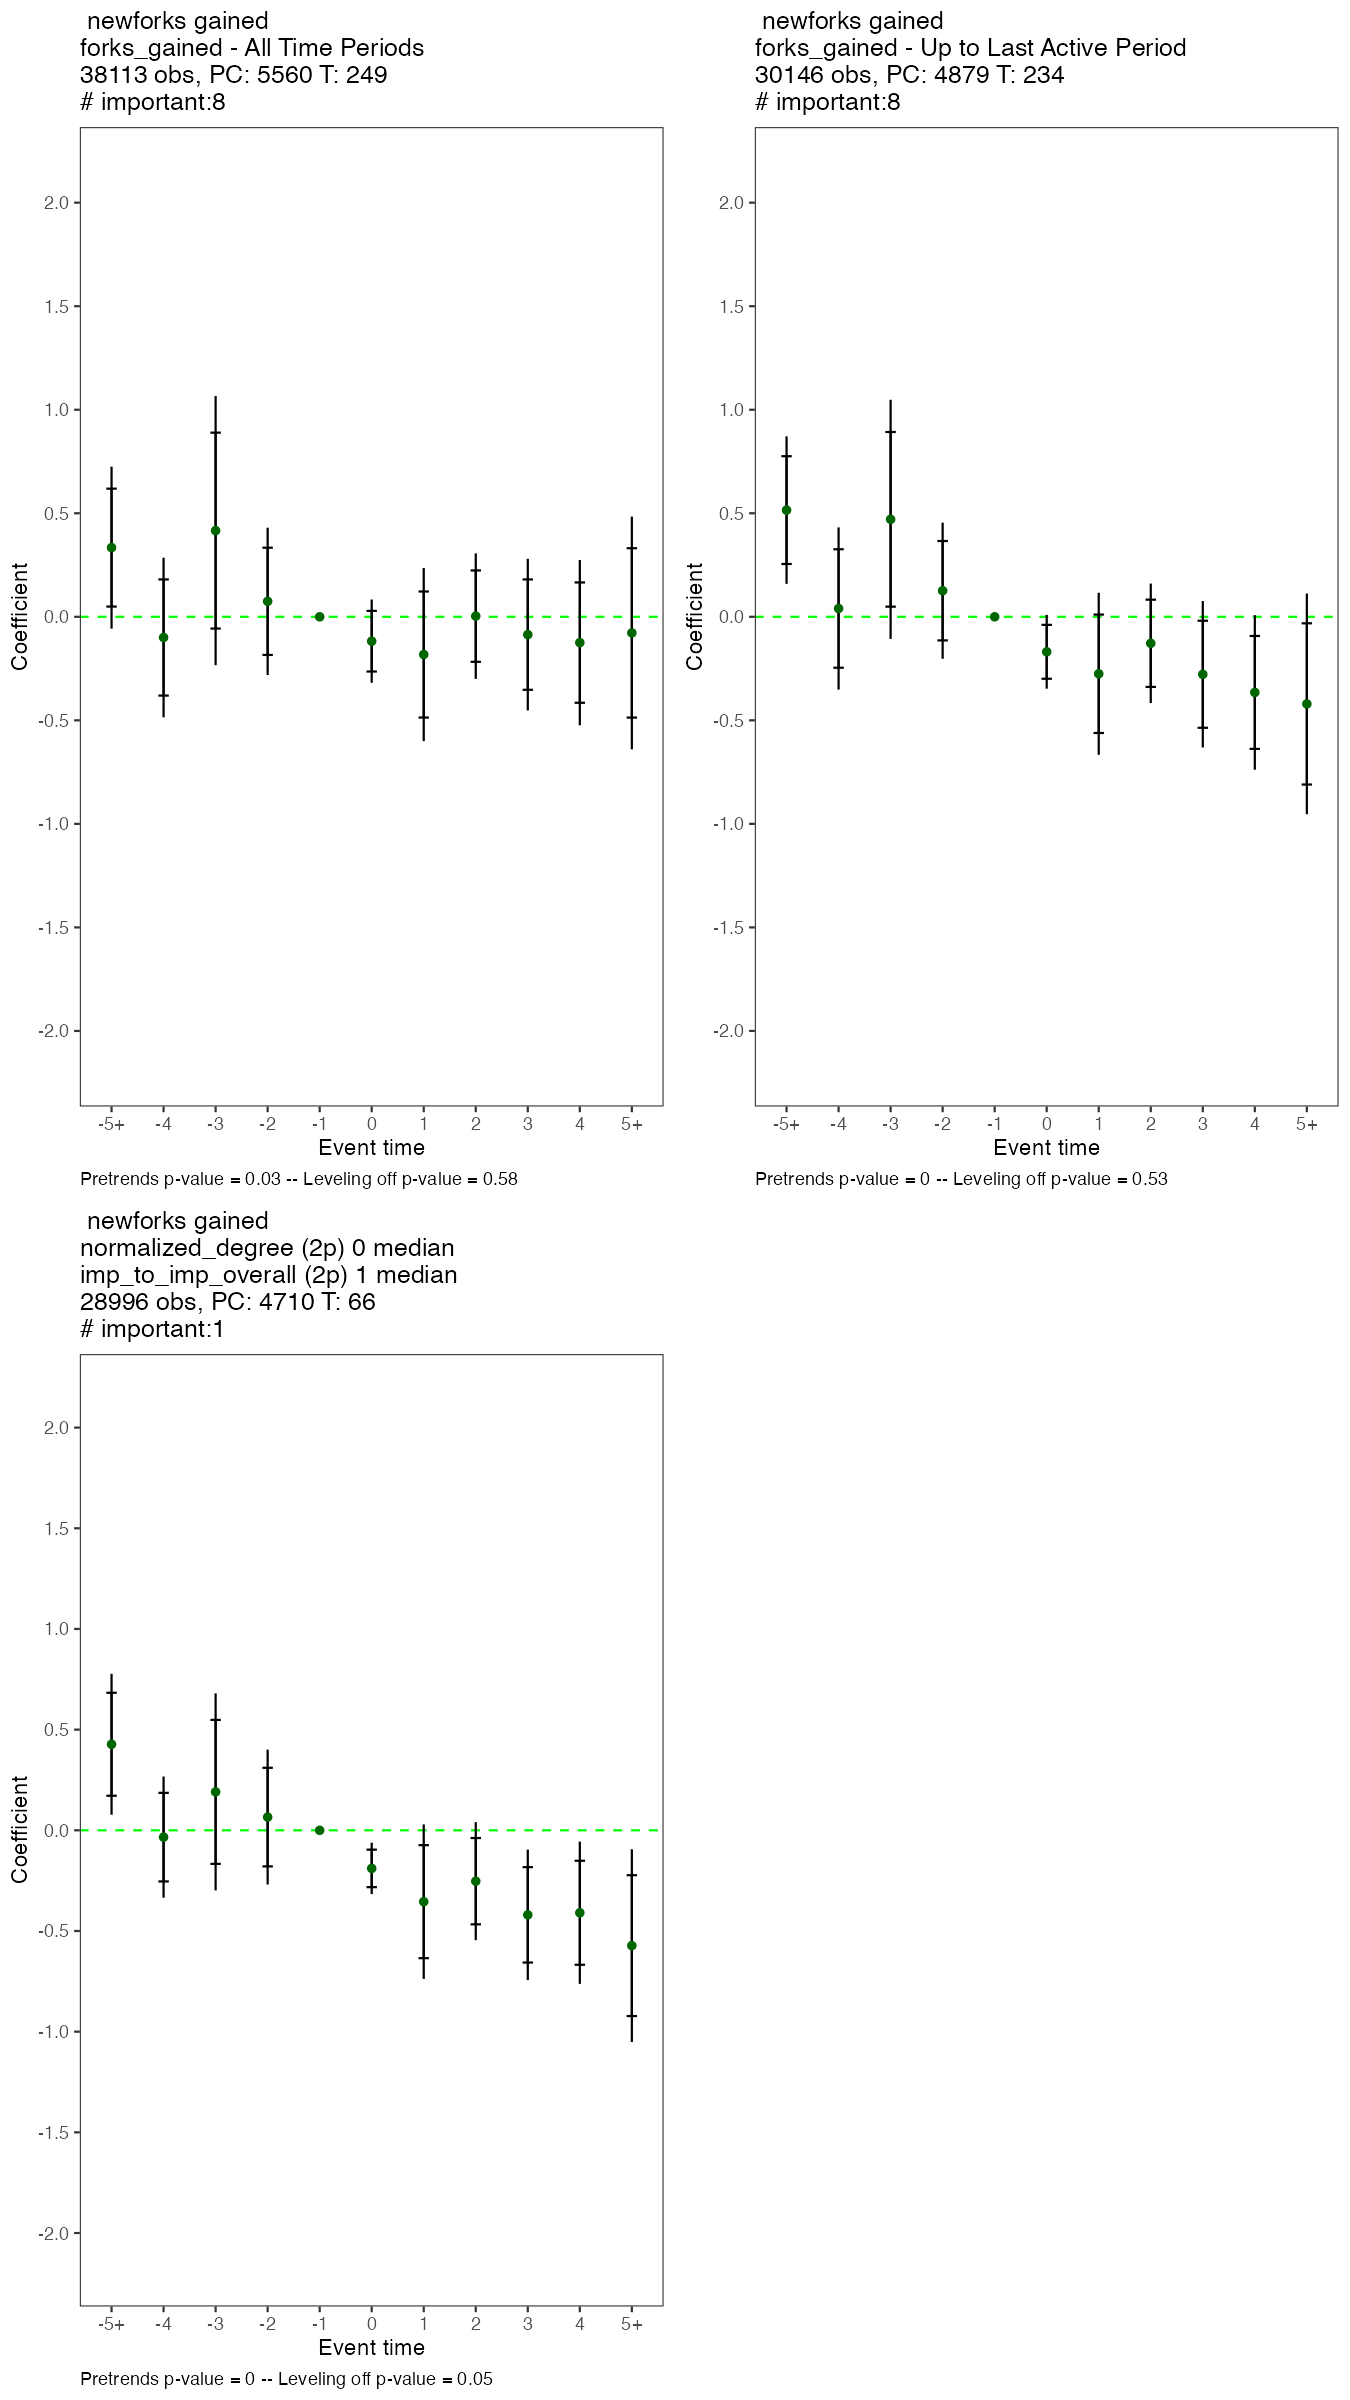 newforks gained
forks_gained - All Time Periods
38113 obs, PC: 5560 T: 249
# important:8
2.0
1.5
1.0
0.5
0.0
-0.5
-1.0
-1.5
-2.0
Coefficient
-5+ -4 -3 -2 -1 0 1 2 3 4 5+
Event time
Pretrends p-value = 0.03 -- Leveling off p-value = 0.58
newforks gained
forks_gained - Up to Last Active Period
30146 obs, PC: 4879 T: 234
# important:8
2.0
1.5
1.0
0.5
0.0
-0.5
-1.0
-1.5
-2.0
Coefficient
-5+ -4 -3 -2 -1 0 1 2 3 4 5+
Event time
Pretrends p-value = 0 -- Leveling off p-value = 0.53
newforks gained
normalized_degree (2p) 0 median
imp_to_imp_overall (2p) 1 median
28996 obs, PC: 4710 T: 66
# important:1
2.0
1.5
1.0
0.5
0.0
-0.5
-1.0
-1.5
-2.0
Coefficient
-5+ -4 -3 -2 -1 0 1 2 3 4 5+
Event time
Pretrends p-value = 0 -- Leveling off p-value = 0.05